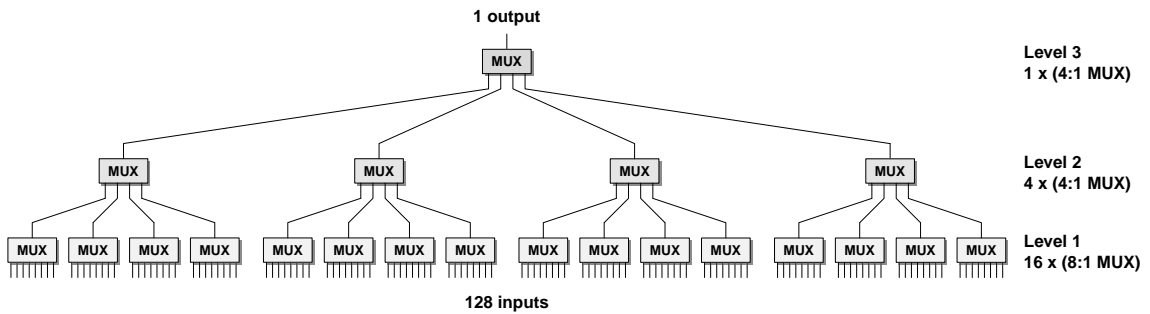 1 output
MUX
Level 3
1 x (4:1 MUX)
MUX MUX MUX MUX
Level 2
4 x (4:1 MUX)
MUX MUX MUX MUX MUX MUX MUX MUX MUX MUX MUX MUX MUX MUX MUX MUX
Level 1
16 x (8:1 MUX)
128 inputs